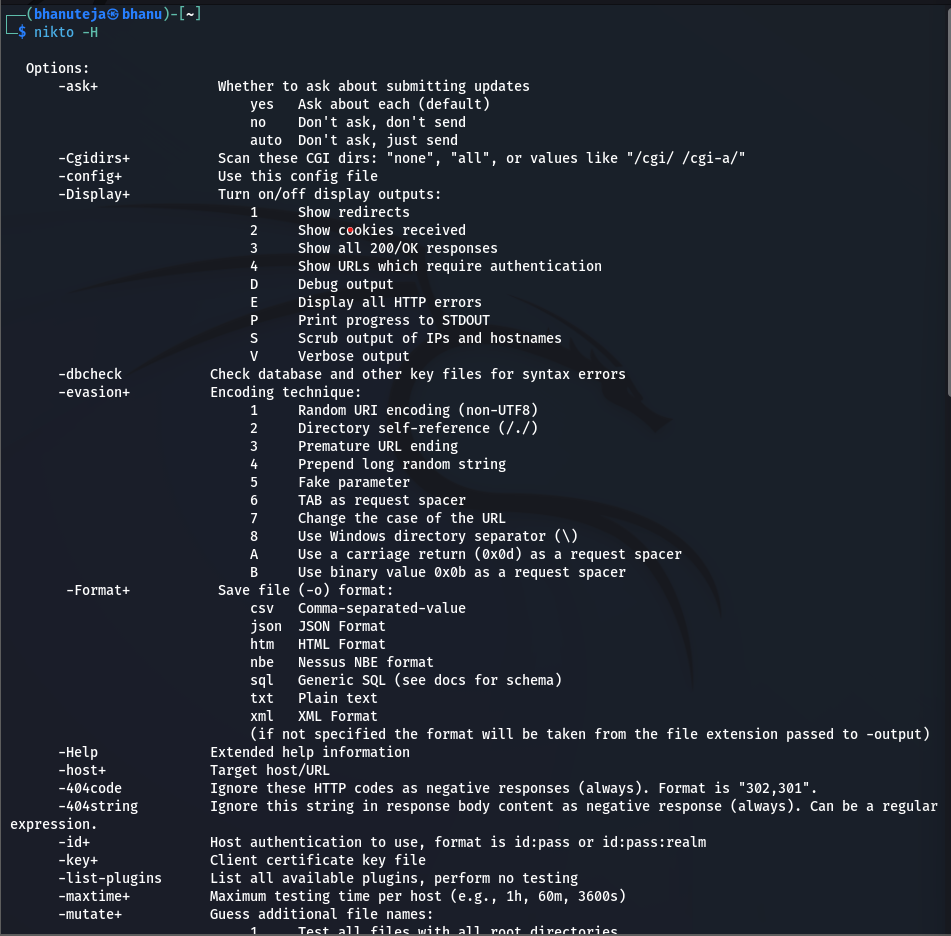 ┌──(bhanuteja㉿bhanu)-[~]
└─$ nikto -H
Options:
-ask+ Whether to ask about submitting updates
yes Ask about each (default)
no Don't ask, don't send
auto Don't ask, just send
-Cgidirs+ Scan these CGI dirs: "none", "all", or values like "/cgi/ /cgi-a/"
-config+ Use this config file
-Display+ Turn on/off display outputs:
1 Show redirects
2 Show cookies received
3 Show all 200/OK responses
4 Show URLs which require authentication
D Debug output
E Display all HTTP errors
P Print progress to STDOUT
S Scrub output of IPs and hostnames
V Verbose output
-dbcheck Check database and other key files for syntax errors
-evasion+ Encoding technique:
1 Random URI encoding (non-UTF8)
2 Directory self-reference (/./)
3 Premature URL ending
4 Prepend long random string
5 Fake parameter
6 TAB as request spacer
7 Change the case of the URL
8 Use Windows directory separator (\)
A Use a carriage return (0x0d) as a request spacer
B Use binary value 0x0b as a request spacer
-Format+ Save file (-o) format:
csv Comma-separated-value
json JSON Format
htm HTML Format
nbe Nessus NBE format
sql Generic SQL (see docs for schema)
txt Plain text
xml XML Format
(if not specified the format will be taken from the file extension passed to -output)
-Help Extended help information
-host+ Target host/URL
-404code Ignore these HTTP codes as negative responses (always). Format is "302,301".
-404string Ignore this string in response body content as negative response (always). Can be a regular
expression.
-id+ Host authentication to use, format is id:pass or id:pass:realm
-key+ Client certificate key file
-list-plugins List all available plugins, perform no testing
-maxtime+ Maximum testing time per host (e.g., 1h, 60m, 3600s)
-mutate+ Guess additional file names:
1 Test all files with all root directories